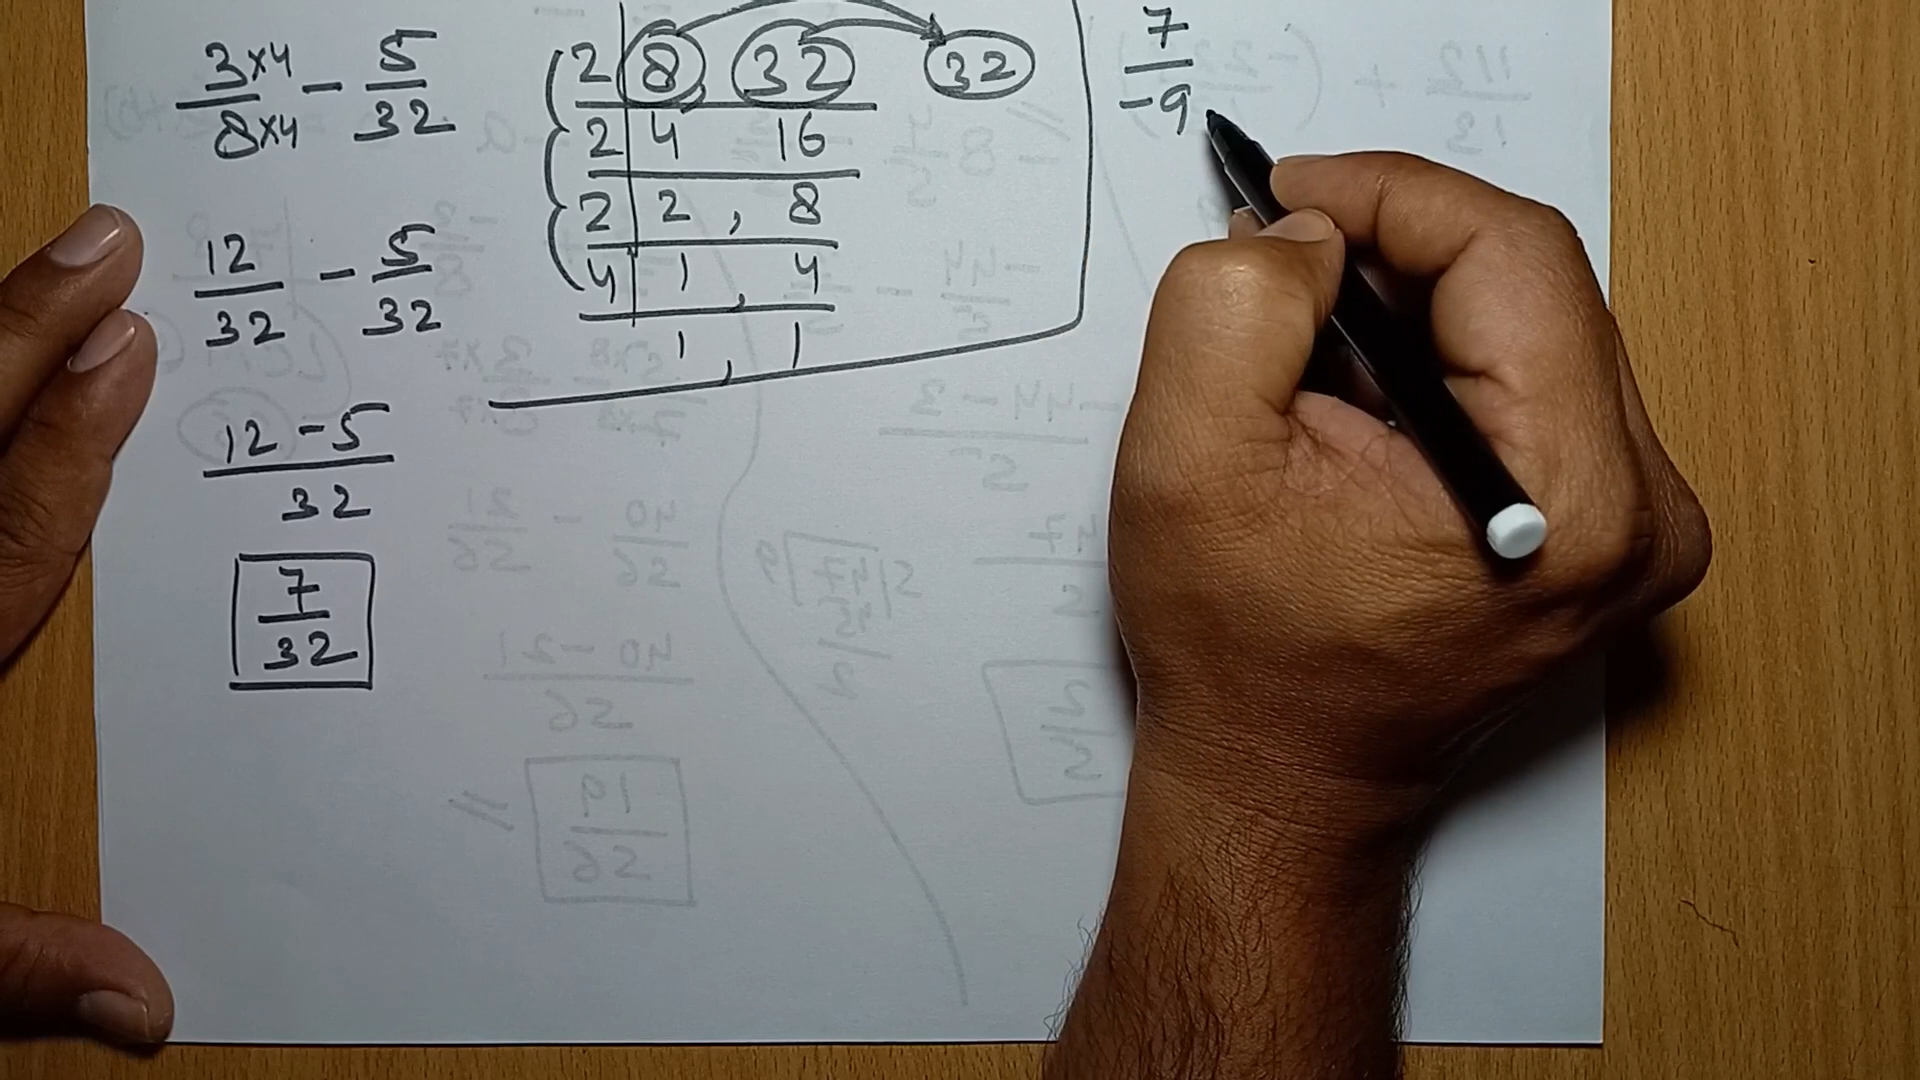 3×4/8×4 - 5/32
12/32 - 5/32
12 - 5/32
7/32
2 | 8, 32 32
2 | 4 16
2 | 2, 8
4 | 1, 4
1, 1
7/-9